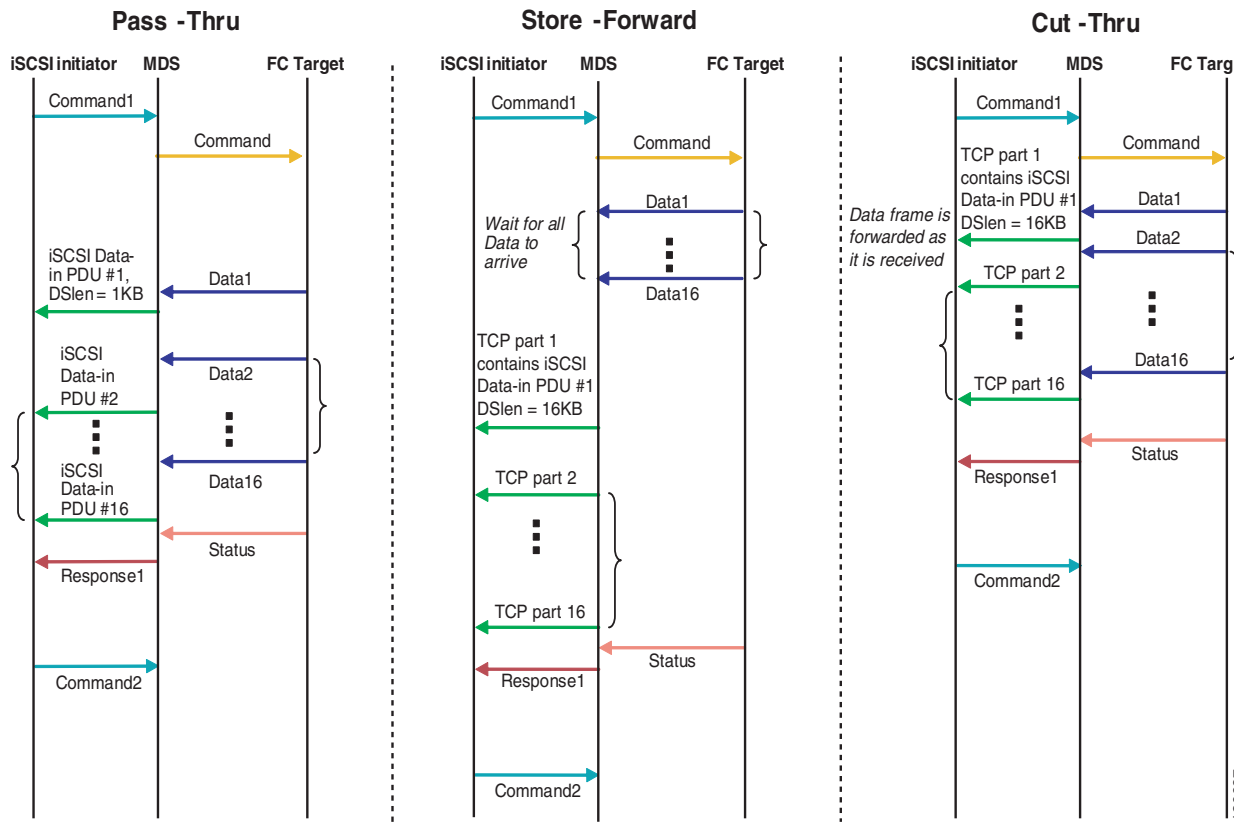 Pass -Thru
iSCSI initiator MDS FC Target
Command1
Command
iSCSI Data-
in PDU #1,
DSlen = 1KB
Data1
iSCSI
Data-in
PDU #2
Data2
iSCSI
Data-in
PDU #16
Data16
Status
Response1
Command2
Store -Forward
iSCSI initiator MDS FC Target
Command1
Command
Data1
Wait for all
Data to
arrive
Data16
TCP part 1
contains iSCSI
Data-in PDU #1
DSlen = 16KB
TCP part 2
TCP part 16
Status
Response1
Command2
Cut -Thru
iSCSI initiator MDS FC Targ
Command1
Command
TCP part 1
contains iSCSI
Data-in PDU #1
DSlen = 16KB
Data1
Data frame is
forwarded as
it is received
Data2
TCP part 2
Data16
TCP part 16
Status
Response1
Command2